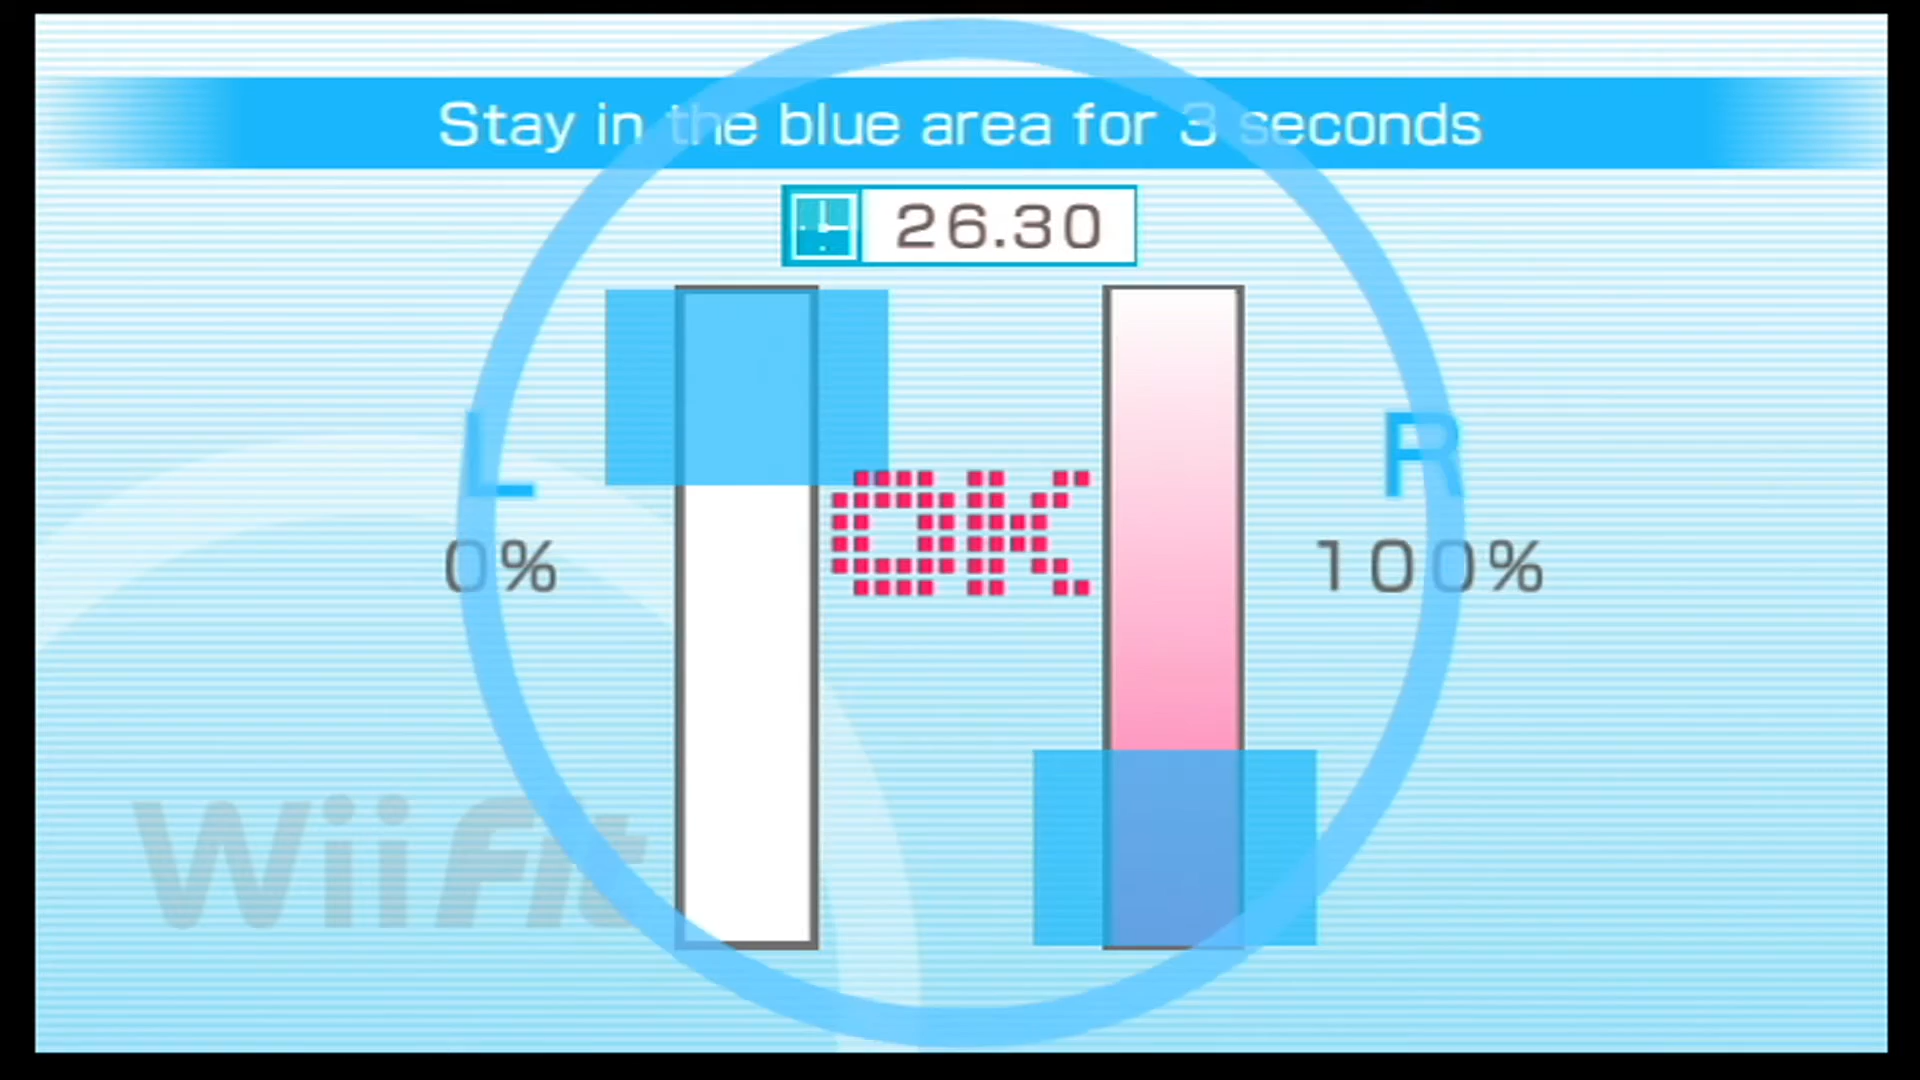 Stay in the blue area for 3 seconds
26.30
L
R
OK
0%
100%
Wii Fit